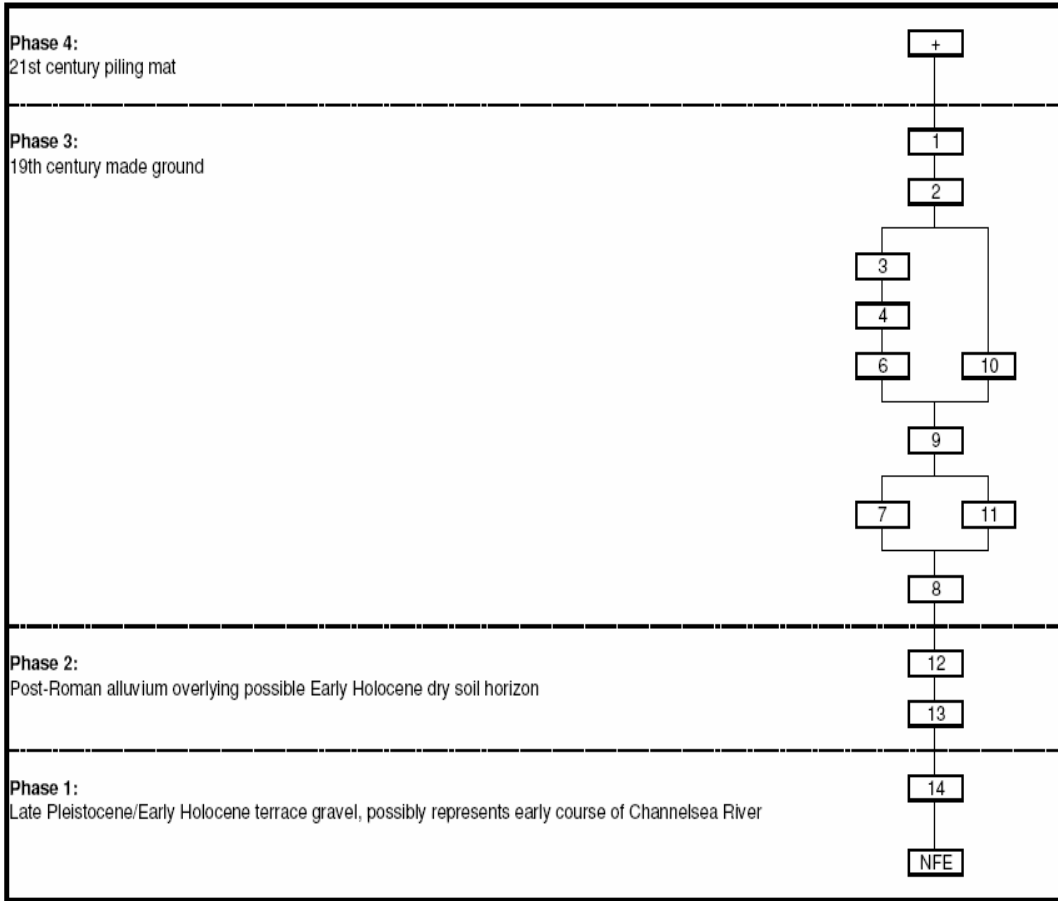 Phase 4:
21st century piling mat
+
Phase 3:
19th century made ground
1
2
3
4
6 10
9
7 11
8
Phase 2:
Post-Roman alluvium overlying possible Early Holocene dry soil horizon
12
13
Phase 1:
Late Pleistocene/Early Holocene terrace gravel, possibly represents early course of Channelsea River
14
NFE